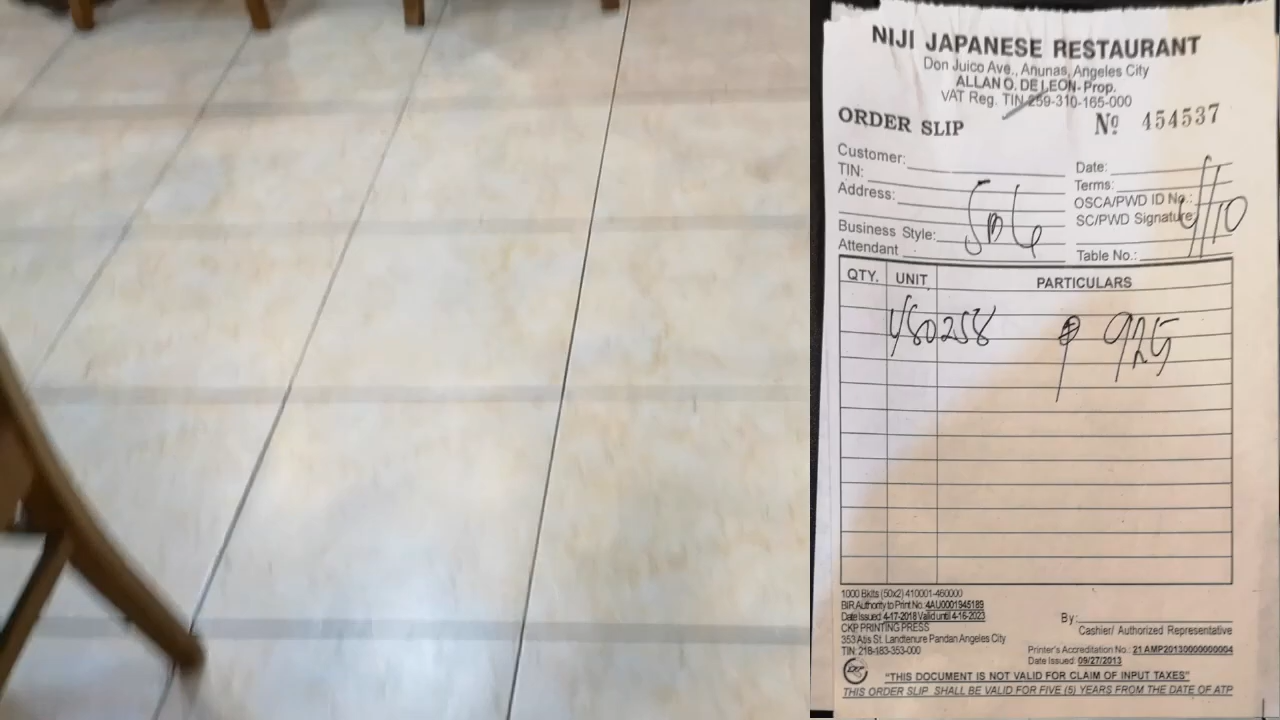 NIJI JAPANESE RESTAURANT
Don Juico Ave., Anunas, Angeles City
ALLAN O. DE LEON- Prop.
VAT Reg. TIN 259-310-165-000
ORDER SLIP
Nº 454537
Customer:
TIN:
Address:
Business Style:
Attendant
Date:
Terms:
OSCA/PWD ID No.:
SC/PWD Signature:
Table No.:
QTY. UNIT PARTICULARS
925
1000 Bklts (50x2) 410001-460000
BIR Authority to Print No. 4AU0001945189
Date Issued 4-17-2018 Valid until 4-16-2023
CKP PRINTING PRESS
353 Atis St. Landtenure Pandan Angeles City
TIN: 218-183-353-000
By:
Cashier/ Authorized Representative
Printer's Accreditation No.: 21AMP20130000000004
Date Issued: 09/27/2013
"THIS DOCUMENT IS NOT VALID FOR CLAIM OF INPUT TAXES"
THIS ORDER SLIP SHALL BE VALID FOR FIVE (5) YEARS FROM THE DATE OF ATP